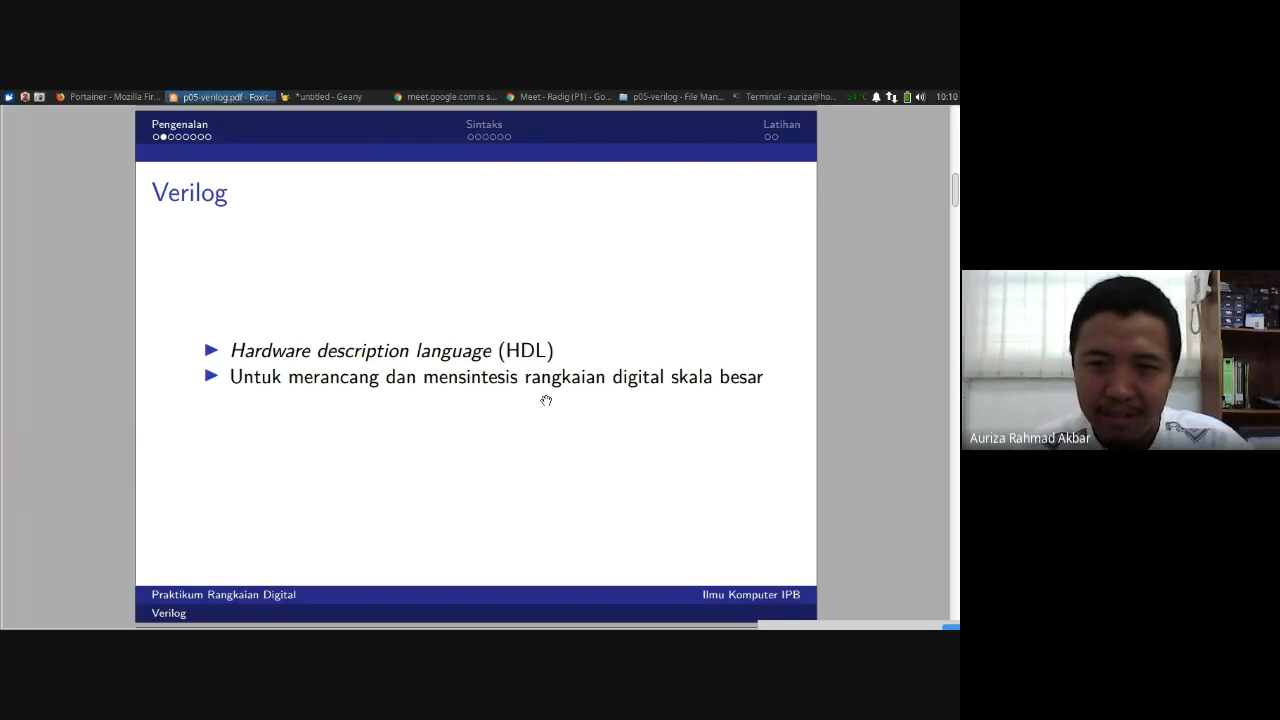 Portainer - Mozilla Fir... p05-verilog.pdf - Foxit... *untitled - Geany meet.google.com is s... Meet - Radig (P1) - Go... p05-verilog - File Man... Terminal - auriza@ho... 10:10
Pengenalan Sintaks Latihan
Verilog
Hardware description language (HDL)
Untuk merancang dan mensintesis rangkaian digital skala besar
Auriza Rahmad Akbar
Praktikum Rangkaian Digital Ilmu Komputer IPB
Verilog